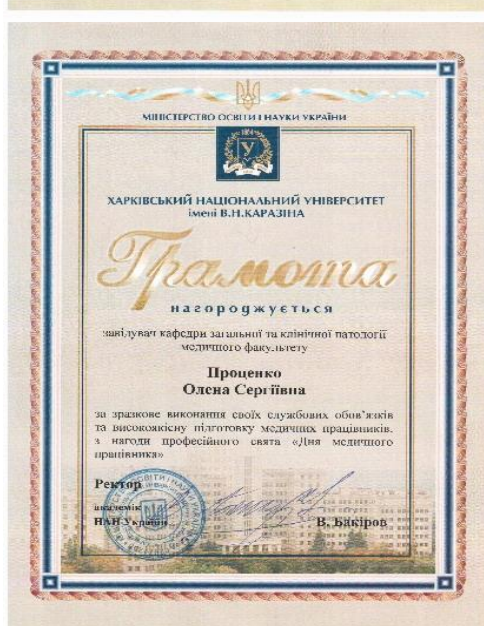 МІНІСТЕРСТВО ОСВІТИ І НАУКИ УКРАЇНИ
1804
У
ХАРКІВСЬКИЙ НАЦІОНАЛЬНИЙ УНІВЕРСИТЕТ
імені В.Н.КАРАЗІНА
Грамота
нагороджується
завідувач кафедри загальної та клінічної патології
медичного факультету
Проценко
Олена Сергіївна
за зразкове виконання своїх службових обов'язків
та високоякісну підготовку медичних працівників,
з нагоди професійного свята «Дня медичного
працівника»
Ректор
академік
НАН України
В. Бакіров